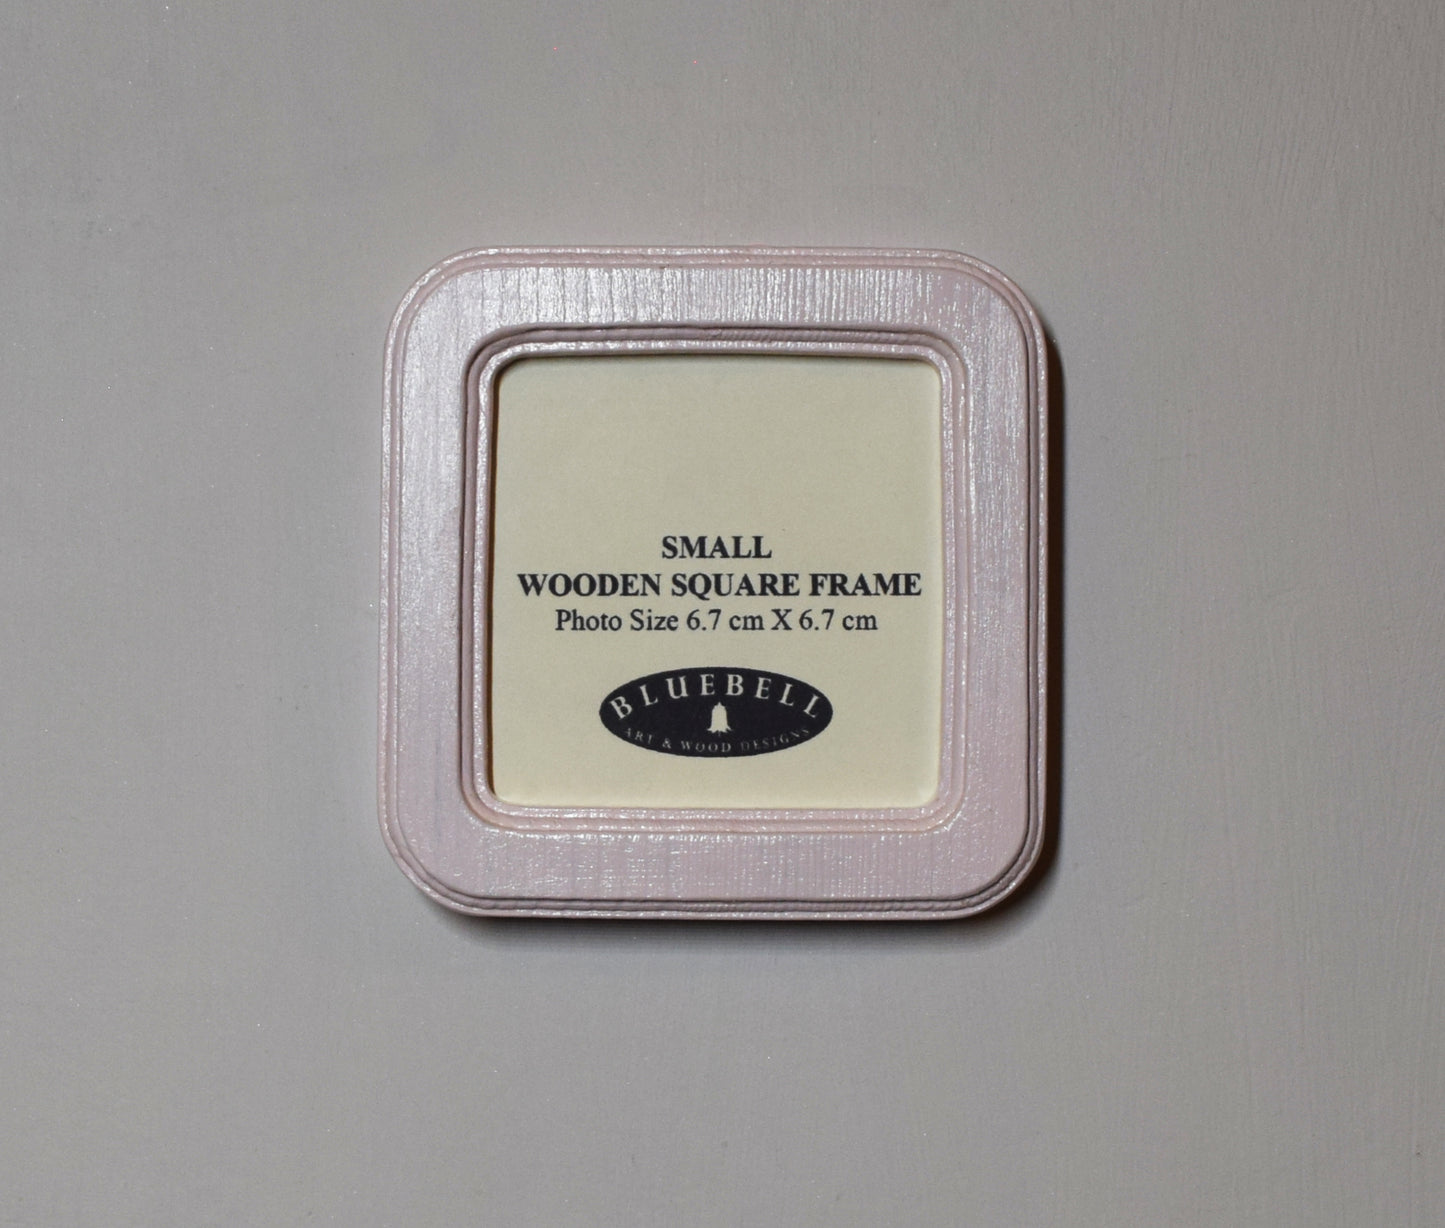 SMALL
WOODEN SQUARE FRAME
Photo Size 6.7 cm X 6.7 cm
BLUEBELL
ART & WOOD DESIGNS